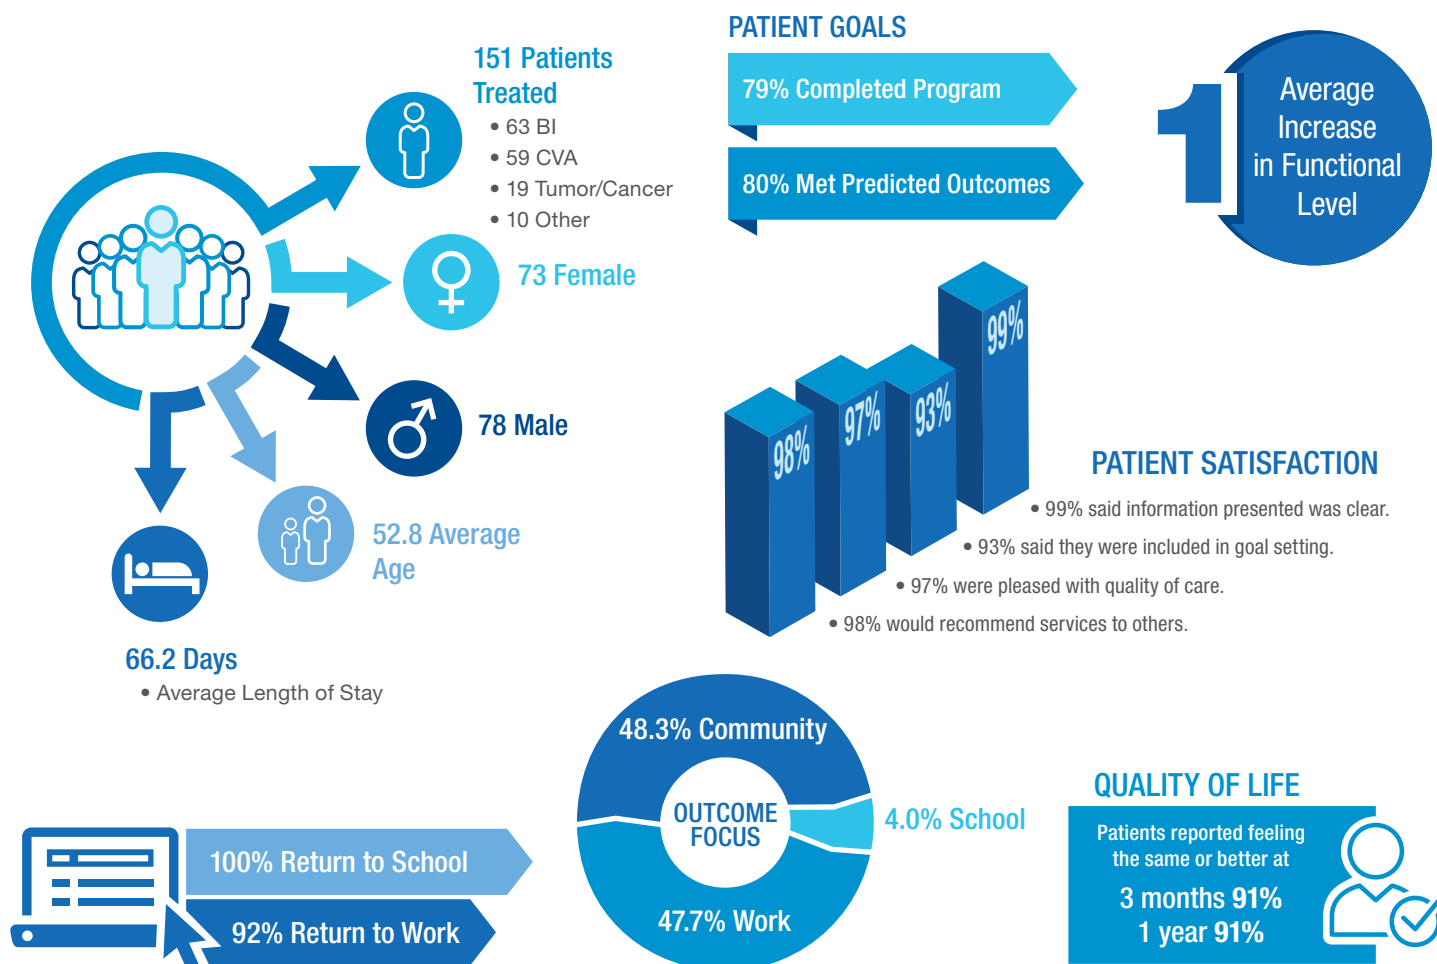 151 Patients
Treated
• 63 BI
• 59 CVA
• 19 Tumor/Cancer
• 10 Other
73 Female
78 Male
52.8 Average
Age
66.2 Days
• Average Length of Stay
PATIENT GOALS
79% Completed Program
80% Met Predicted Outcomes
1
Average
Increase
in Functional
Level
98%
97%
93%
99%
PATIENT SATISFACTION
• 99% said information presented was clear.
• 93% said they were included in goal setting.
• 97% were pleased with quality of care.
• 98% would recommend services to others.
100% Return to School
92% Return to Work
48.3% Community
OUTCOME
FOCUS
4.0% School
47.7% Work
QUALITY OF LIFE
Patients reported feeling
the same or better at
3 months 91%
1 year 91%